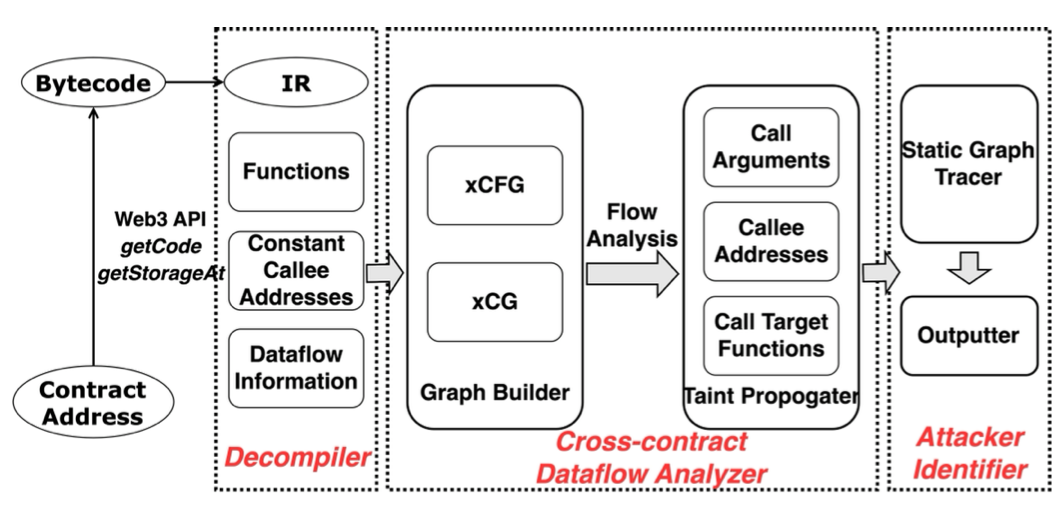 Bytecode
IR
Functions
Web3 API
getCode
getStorageAt
Constant
Callee
Addresses
Dataflow
Information
Contract
Address
Decompiler
xCFG
xCG
Graph Builder
Flow
Analysis
Call
Arguments
Callee
Addresses
Call Target
Functions
Taint Propogater
Cross-contract
Dataflow Analyzer
Static Graph
Tracer
Outputter
Attacker
Identifier